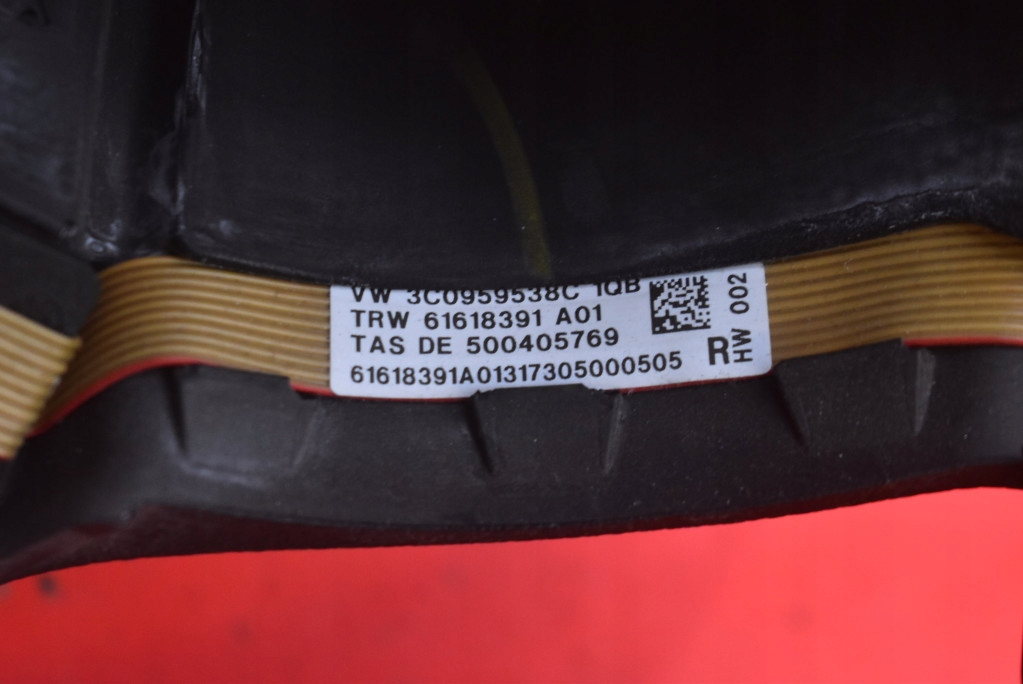 VW 3C0959538C 1QB
TRW 61618391 A01
TAS DE 500405769
61618391A01317305000505
R
HW 002